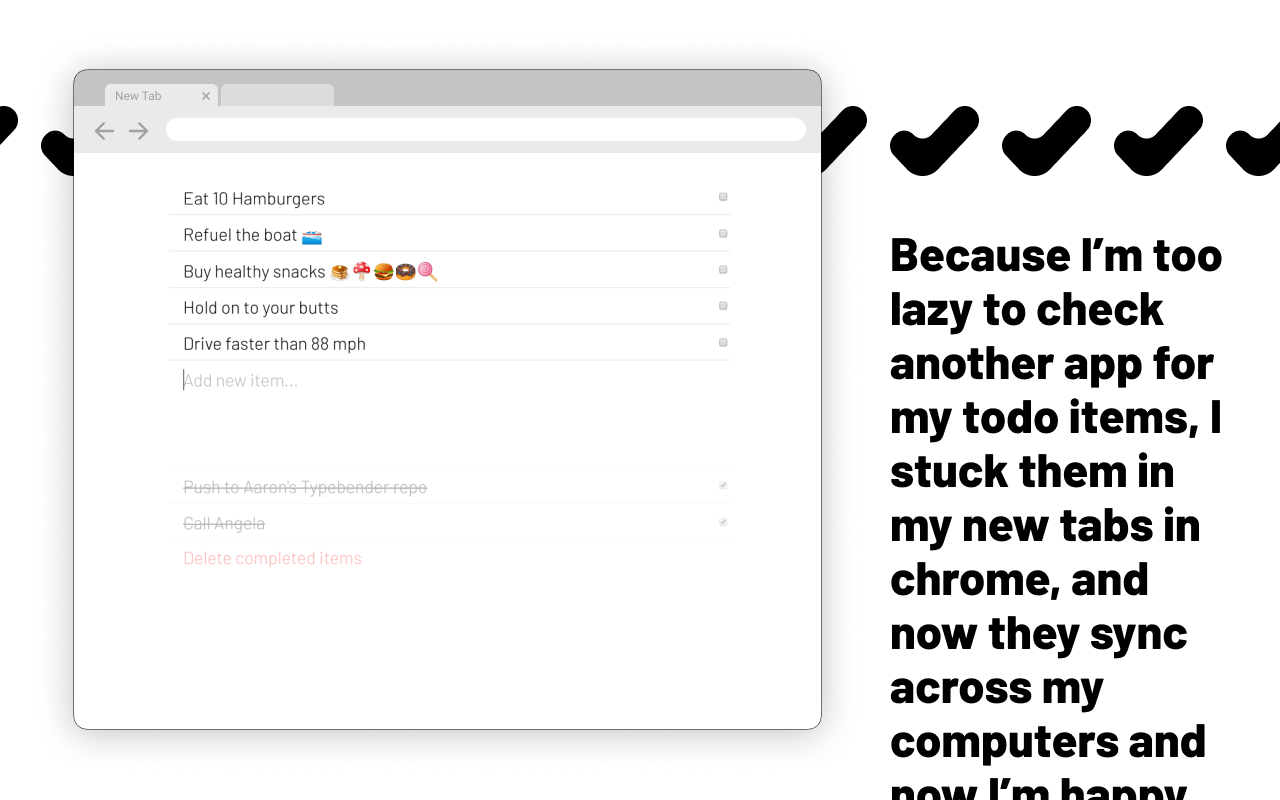 New Tab
Eat 10 Hamburgers
Refuel the boat 🚤
Buy healthy snacks 🥞🍄🍔🍩🍭
Hold on to your butts
Drive faster than 88 mph
Add new item...
Push to Aaron's Typebender repo
Call Angela
Delete completed items
Because I’m too
lazy to check
another app for
my todo items, I
stuck them in
my new tabs in
chrome, and
now they sync
across my
computers and
now I’m happy